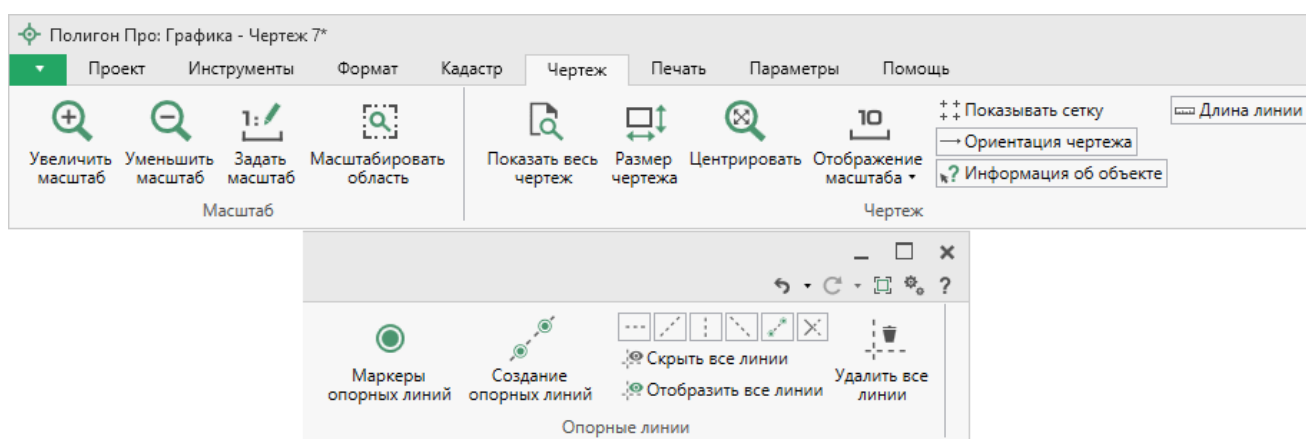 Полигон Про: Графика - Чертеж 7*
Проект Инструменты Формат Кадастр Чертеж Печать Параметры Помощь
1: 10 Показывать сетку Длина линии
Ориентация чертежа
Увеличить Уменьшить Задать Масштабировать Показать весь Размер Центрировать Отображение
масштаб масштаб масштаб область чертеж чертежа масштаба ? Информация об объекте
Масштаб Чертеж
?
Скрыть все линии
Маркеры Создание Удалить все
опорных линий опорных линий Отобразить все линии линии
Опорные линии